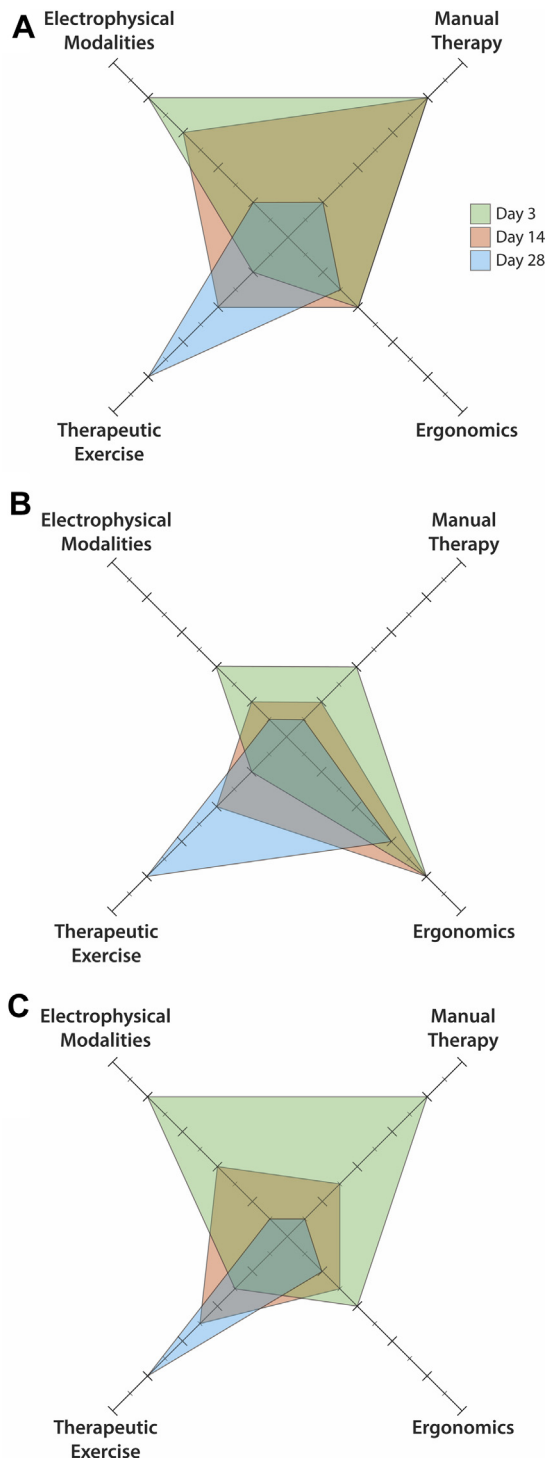 A
Electrophysical
Modalities
Manual
Therapy
Day 3
Day 14
Day 28
Therapeutic
Exercise
Ergonomics
B
Electrophysical
Modalities
Manual
Therapy
Therapeutic
Exercise
Ergonomics
C
Electrophysical
Modalities
Manual
Therapy
Therapeutic
Exercise
Ergonomics